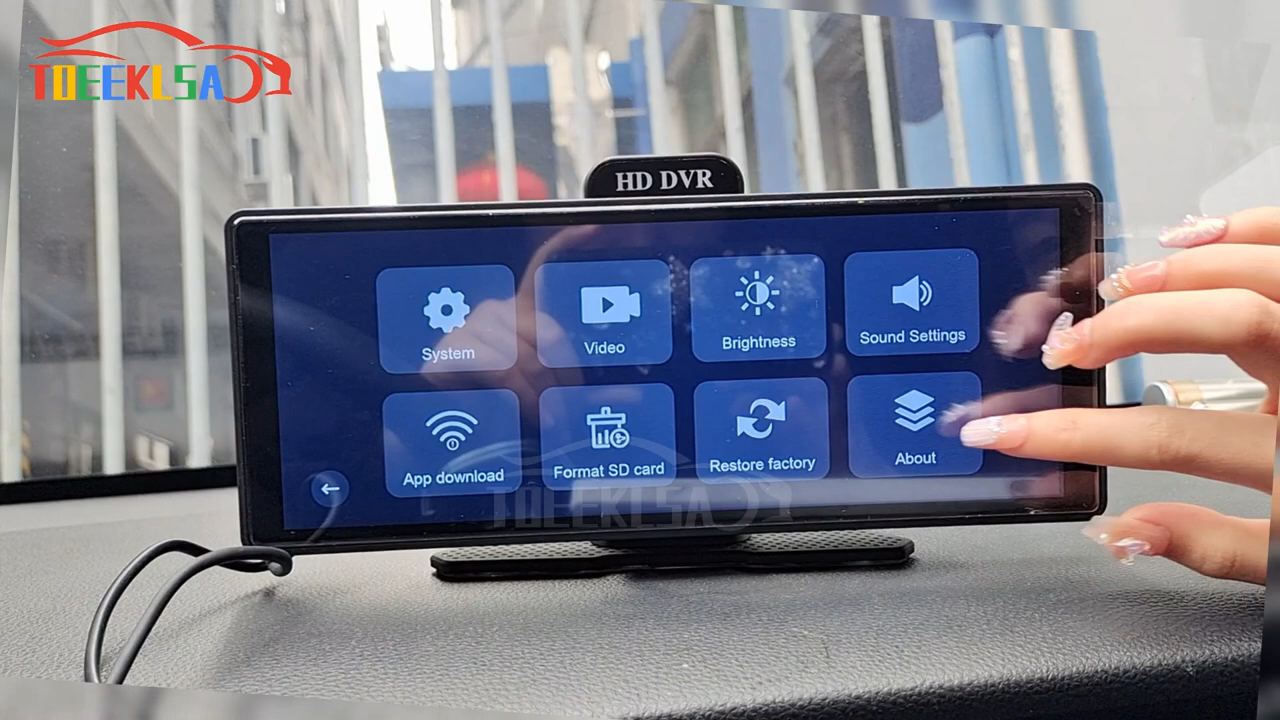 TOEEKLSA
HD DVR
System
Video
Brightness
Sound Settings
App download
Format SD card
Restore factory
About
TOEEKLSA